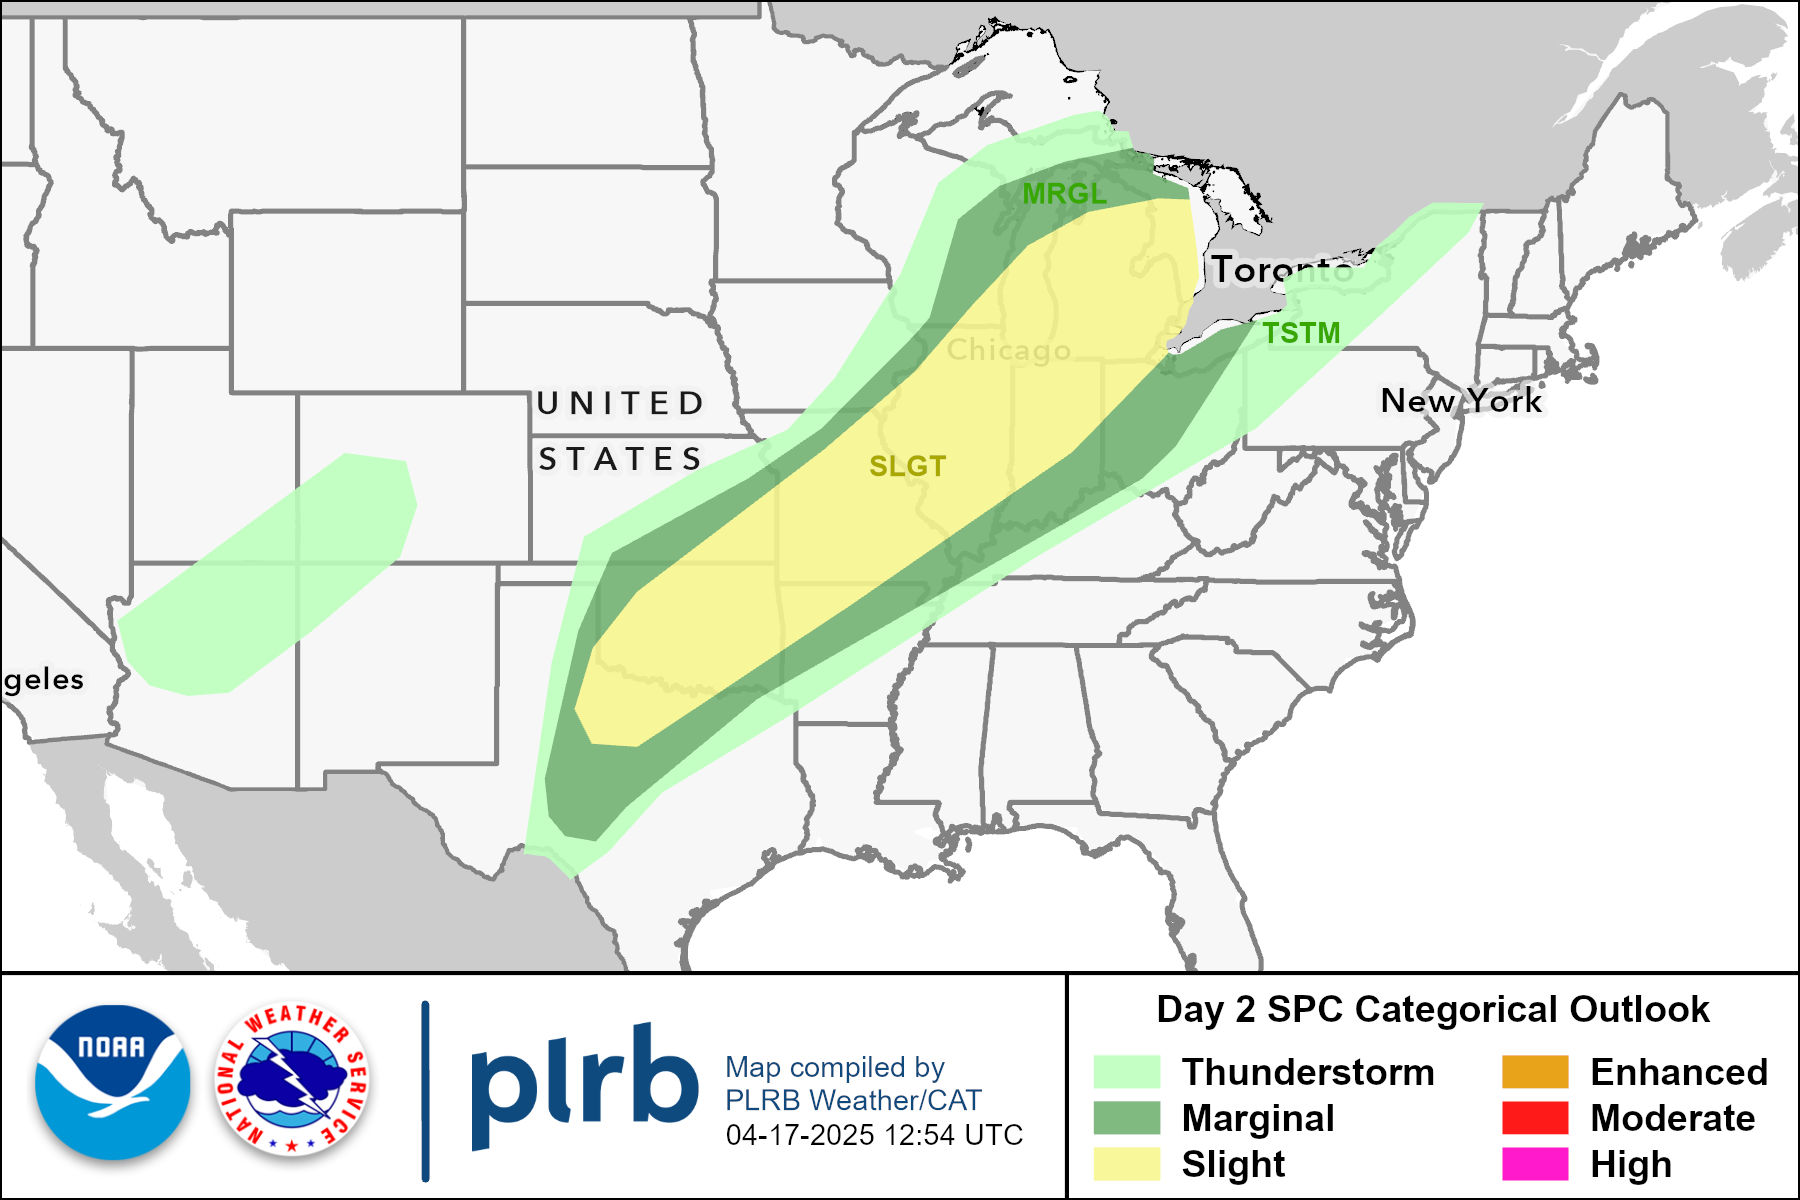 MRGL
Toronto
TSTM
Chicago
UNITED
New York
STATES
SLGT
geles
NOAA
NATIONAL WEATHER SERVICE
plrb
Map compiled by
PLRB Weather/CAT
04-17-2025 12:54 UTC
Day 2 SPC Categorical Outlook
Thunderstorm
Enhanced
Marginal
Moderate
Slight
High